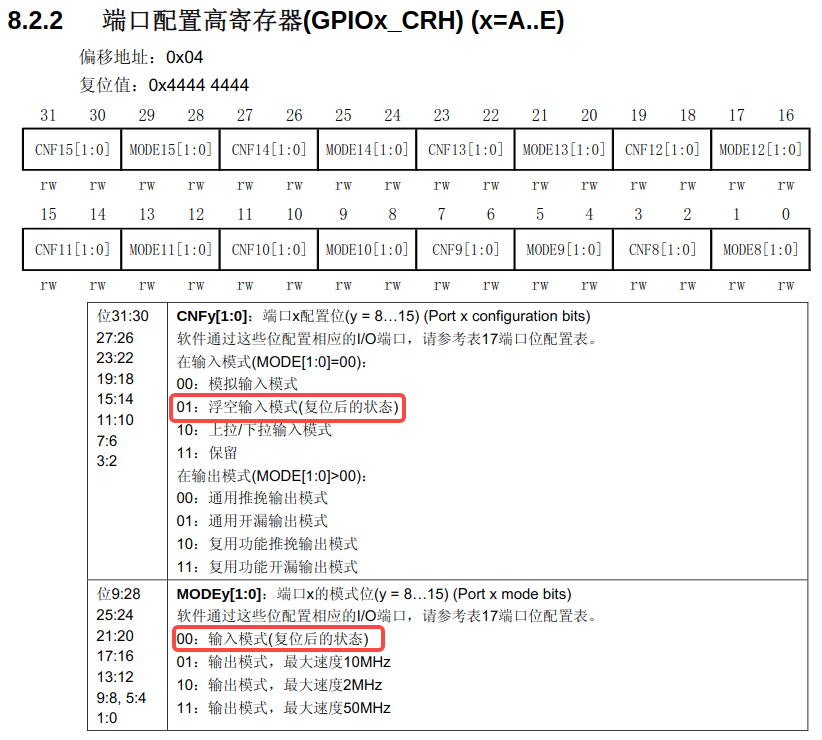 8.2.2 端口配置高寄存器(GPIOx_CRH) (x=A..E)
偏移地址：0x04
复位值：0x4444 4444
31 30 29 28 27 26 25 24 23 22 21 20 19 18 17 16
CNF15[1:0] MODE15[1:0] CNF14[1:0] MODE14[1:0] CNF13[1:0] MODE13[1:0] CNF12[1:0] MODE12[1:0]
rw rw rw rw rw rw rw rw rw rw rw rw rw rw rw rw
15 14 13 12 11 10 9 8 7 6 5 4 3 2 1 0
CNF11[1:0] MODE11[1:0] CNF10[1:0] MODE10[1:0] CNF9[1:0] MODE9[1:0] CNF8[1:0] MODE8[1:0]
rw rw rw rw rw rw rw rw rw rw rw rw rw rw rw rw
位31:30
27:26
23:22
19:18
15:14
11:10
7:6
3:2
CNFy[1:0]：端口x配置位(y = 8…15) (Port x configuration bits)
软件通过这些位配置相应的I/O端口，请参考表17端口位配置表。
在输入模式(MODE[1:0]=00)：
00：模拟输入模式
01：浮空输入模式(复位后的状态)
10：上拉/下拉输入模式
11：保留
在输出模式(MODE[1:0]>00)：
00：通用推挽输出模式
01：通用开漏输出模式
10：复用功能推挽输出模式
11：复用功能开漏输出模式
位9:28
25:24
21:20
17:16
13:12
9:8, 5:4
1:0
MODEy[1:0]：端口x的模式位(y = 8…15) (Port x mode bits)
软件通过这些位配置相应的I/O端口，请参考表17端口位配置表。
00：输入模式(复位后的状态)
01：输出模式，最大速度10MHz
10：输出模式，最大速度2MHz
11：输出模式，最大速度50MHz